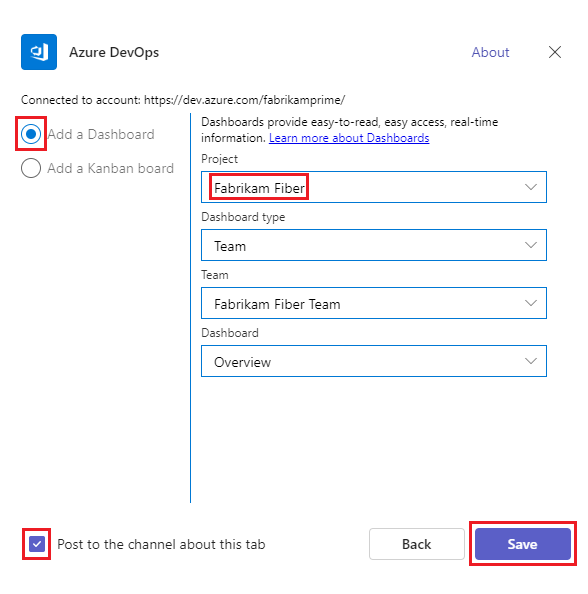 Azure DevOps
About
Connected to account: https://dev.azure.com/fabrikamprime/
Add a Dashboard
Add a Kanban board
Dashboards provide easy-to-read, easy access, real-time
information. Learn more about Dashboards
Project
Fabrikam Fiber
Dashboard type
Team
Team
Fabrikam Fiber Team
Dashboard
Overview
Post to the channel about this tab
Back
Save